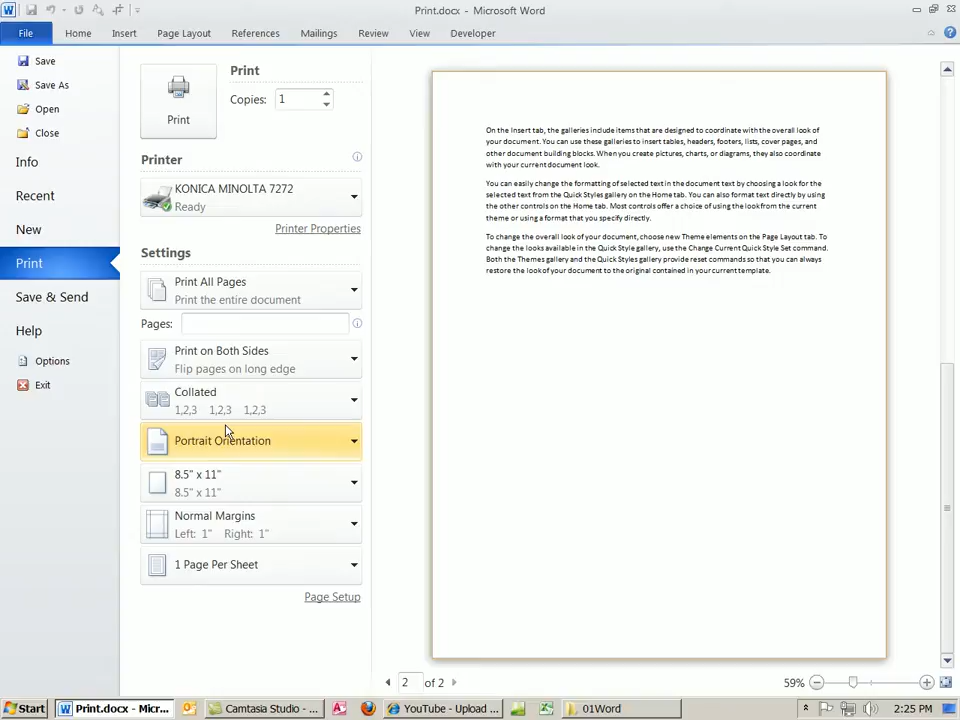 Print.docx - Microsoft Word
File Home Insert Page Layout References Mailings Review View Developer
Save
Save As
Open
Close
Info
Recent
New
Print
Save & Send
Help
Options
Exit
Print
Print
Copies: 1
Printer
KONICA MINOLTA 7272
Ready
Printer Properties
Settings
Print All Pages
Print the entire document
Pages:
Print on Both Sides
Flip pages on long edge
Collated
1,2,3 1,2,3 1,2,3
Portrait Orientation
8.5" x 11"
8.5" x 11"
Normal Margins
Left: 1" Right: 1"
1 Page Per Sheet
Page Setup
On the Insert tab, the galleries include items that are designed to coordinate with the overall look of
your document. You can use these galleries to insert tables, headers, footers, lists, cover pages, and
other document building blocks. When you create pictures, charts, or diagrams, they also coordinate
with your current document look.
You can easily change the formatting of selected text in the document text by choosing a look for the
selected text from the Quick Styles gallery on the Home tab. You can also format text directly by using
the other controls on the Home tab. Most controls offer a choice of using the look from the current
theme or using a format that you specify directly.
To change the overall look of your document, choose new Theme elements on the Page Layout tab. To
change the looks available in the Quick Style gallery, use the Change Current Quick Style Set command.
Both the Themes gallery and the Quick Styles gallery provide reset commands so that you can always
restore the look of your document to the original contained in your current template.
2 of 2
59%
Start
Print.docx - Micr...
Camtasia Studio - ...
YouTube - Upload ...
01Word
2:25 PM